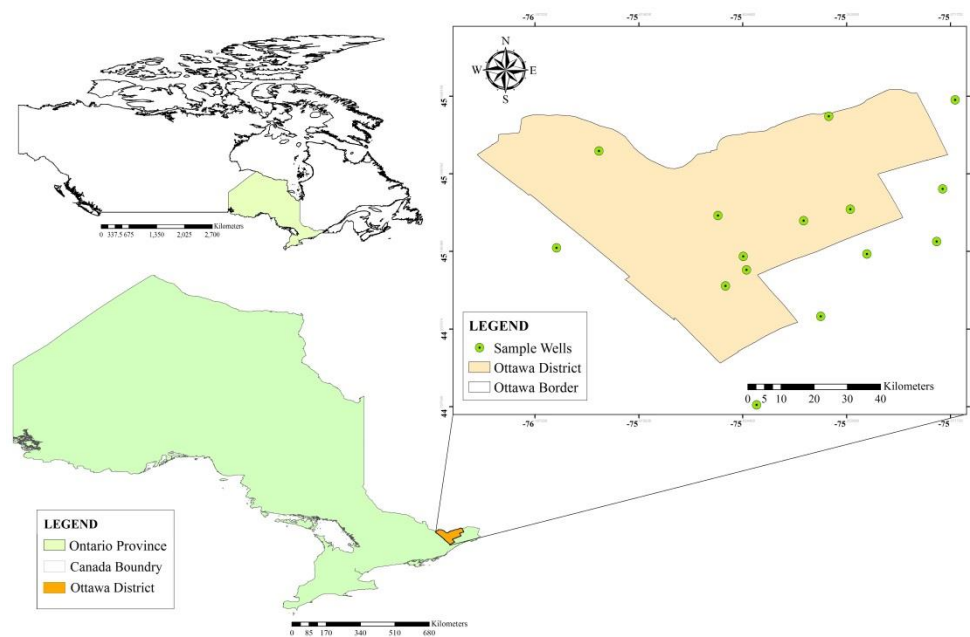 -76
-75
-75
-75
-75
N
W E
S
45
45
45
44
44
LEGEND
Sample Wells
Ottawa District
Ottawa Border
Kilometers
0 5 10 20 30 40
-76
-75
-75
-75
-75
Kilometers
0 337.5 675 1,350 2,025 2,700
LEGEND
Ontario Province
Canada Boundry
Ottawa District
Kilometers
0 85 170 340 510 680